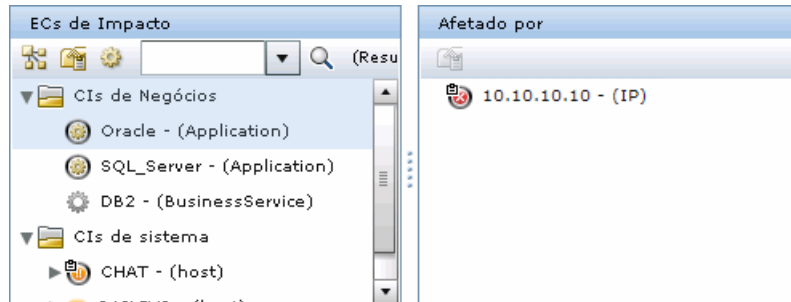 ECs de Impacto
Afetado por
(Resu
CIs de Negócios
10.10.10.10 - (IP)
Oracle - (Application)
SQL_Server - (Application)
DB2 - (BusinessService)
CIs de sistema
CHAT - (host)